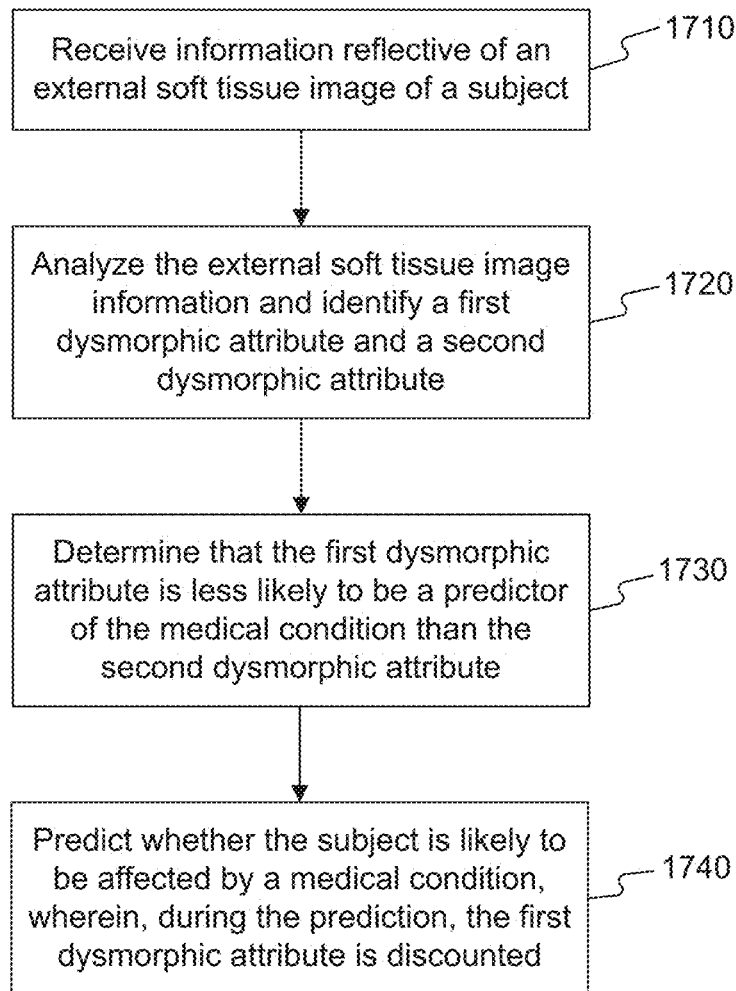 Receive information reflective of an
external soft tissue image of a subject
1710
Analyze the external soft tissue image
information and identify a first
dysmorphic attribute and a second
dysmorphic attribute
1720
Determine that the first dysmorphic
attribute is less likely to be a predictor
of the medical condition than the
second dysmorphic attribute
1730
Predict whether the subject is likely to
be affected by a medical condition,
wherein, during the prediction, the first
dysmorphic attribute is discounted
1740